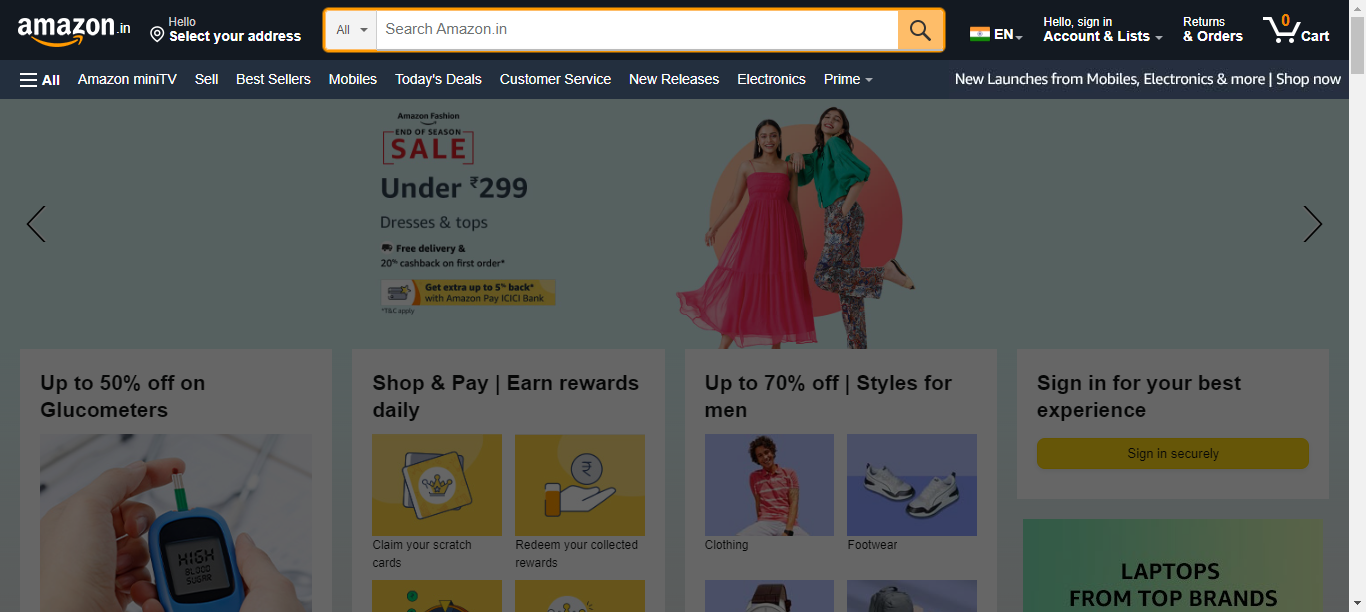 amazon.in
Hello
Select your address
All
Search Amazon.in
EN
Hello, sign in
Account & Lists
Returns
& Orders
0
Cart
All
Amazon miniTV
Sell
Best Sellers
Mobiles
Today's Deals
Customer Service
New Releases
Electronics
Prime
New Launches from Mobiles, Electronics & more | Shop now
Amazon Fashion
END OF SEASON
SALE
Under ₹299
Dresses & tops
Free delivery &
20% cashback on first order*
Get extra up to 5% back*
with Amazon Pay ICICI Bank
*T&C apply
Up to 50% off on
Glucometers
HIGH
BLOOD
SUGAR
Shop & Pay | Earn rewards
daily
₹
Claim your scratch
cards
Redeem your collected
rewards
Up to 70% off | Styles for
men
Clothing
Footwear
Sign in for your best
experience
Sign in securely
LAPTOPS
FROM TOP BRANDS